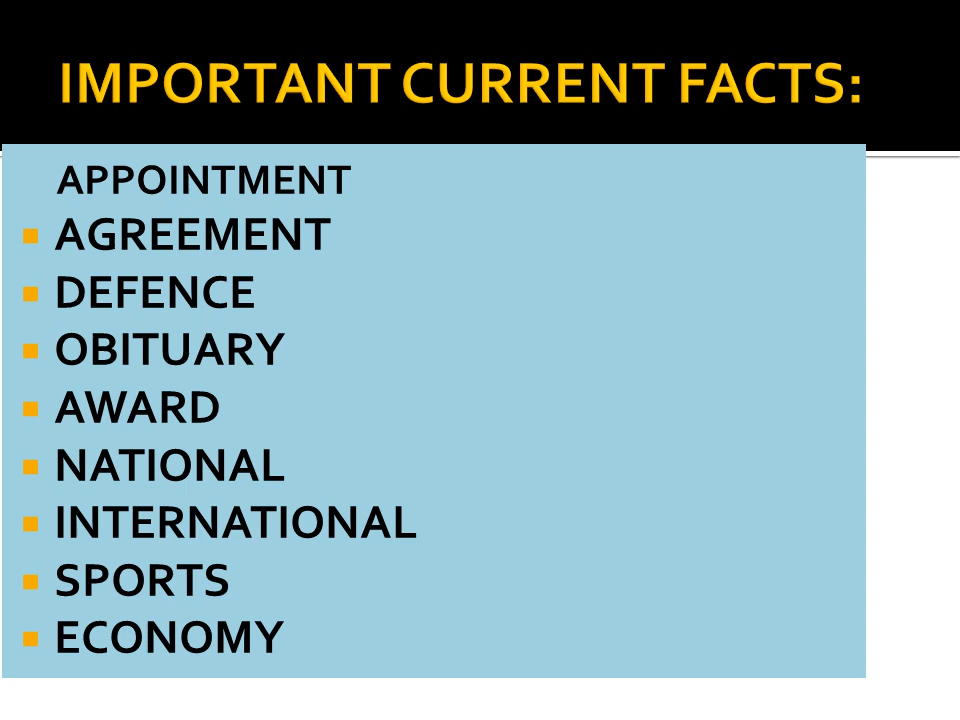 IMPORTANT CURRENT FACTS:
APPOINTMENT
AGREEMENT
DEFENCE
OBITUARY
AWARD
NATIONAL
INTERNATIONAL
SPORTS
ECONOMY